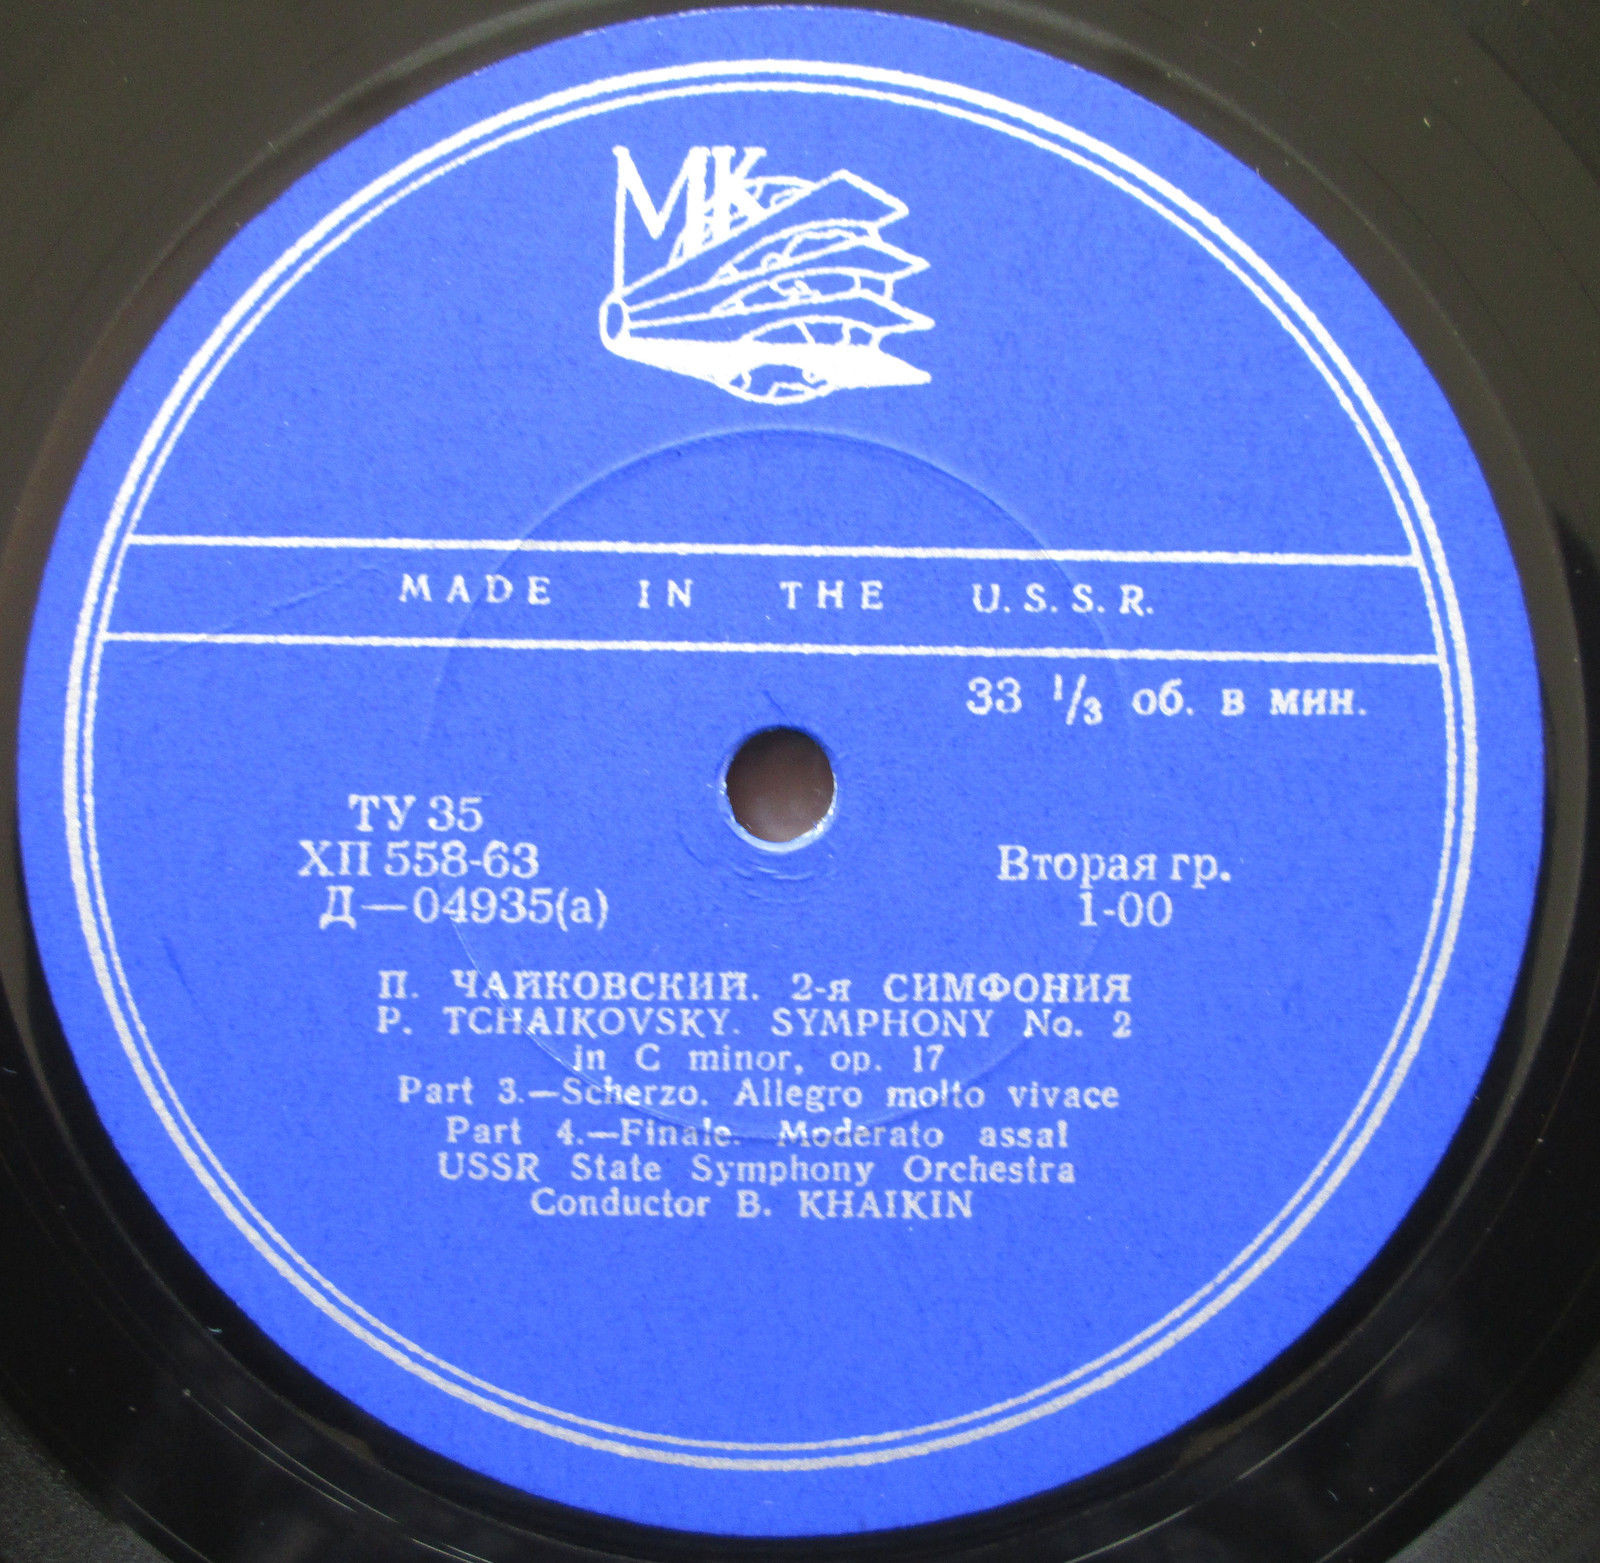 МК
MADE IN THE U.S.S.R.
33 1/3 об. в мин.
ТУ 35
ХП 558-63
Д—04935(а)
Вторая гр.
1-00
П. ЧАЙКОВСКИЙ. 2-я СИМФОНИЯ
P. TCHAIKOVSKY. SYMPHONY No. 2
in C minor, op. 17
Part 3.—Scherzo. Allegro molto vivace
Part 4.—Finale. Moderato assai
USSR State Symphony Orchestra
Conductor B. KHAIKIN